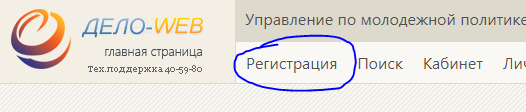 ДЕЛО-WEB
главная страница
Тех.поддержка 40-59-80
Управление по молодежной политике
Регистрация Поиск Кабинет